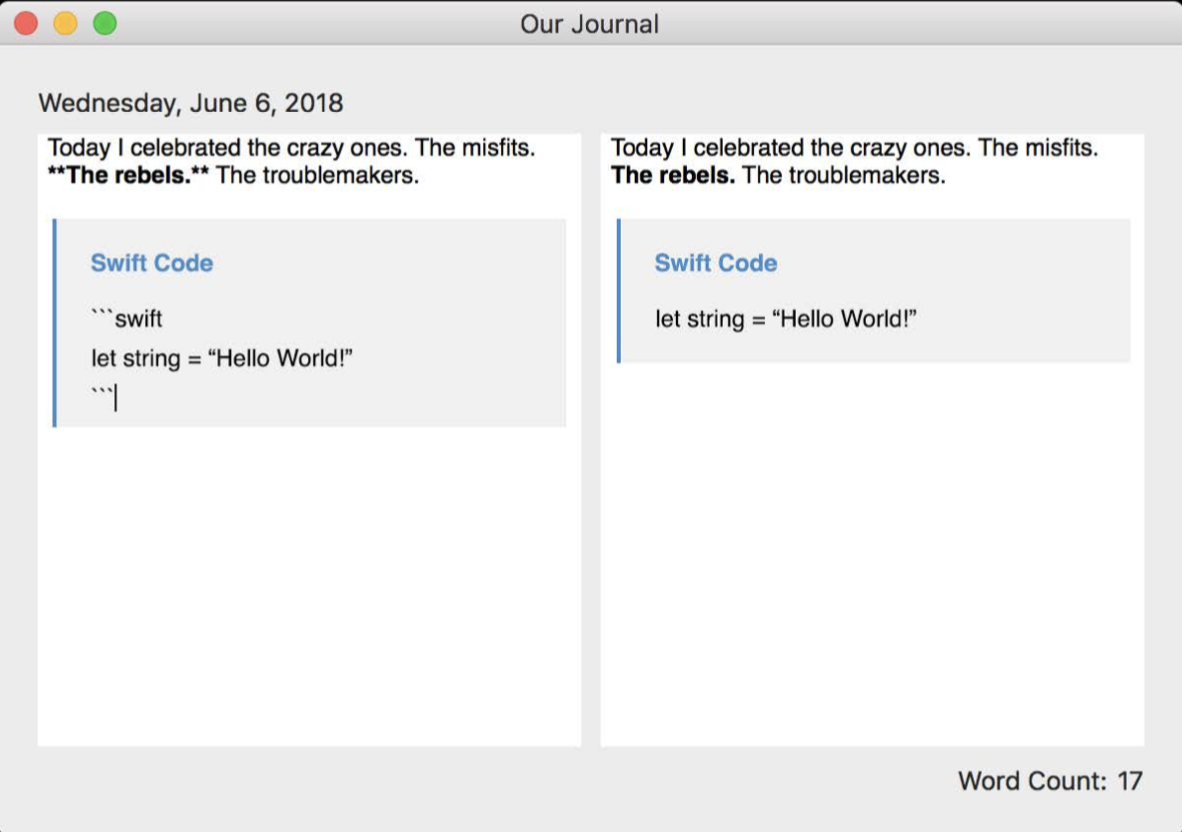 Our Journal
Wednesday, June 6, 2018
Today I celebrated the crazy ones. The misfits.
**The rebels.** The troublemakers.
Swift Code
```swift
let string = “Hello World!”
```
Today I celebrated the crazy ones. The misfits.
The rebels. The troublemakers.
Swift Code
let string = “Hello World!”
Word Count: 17